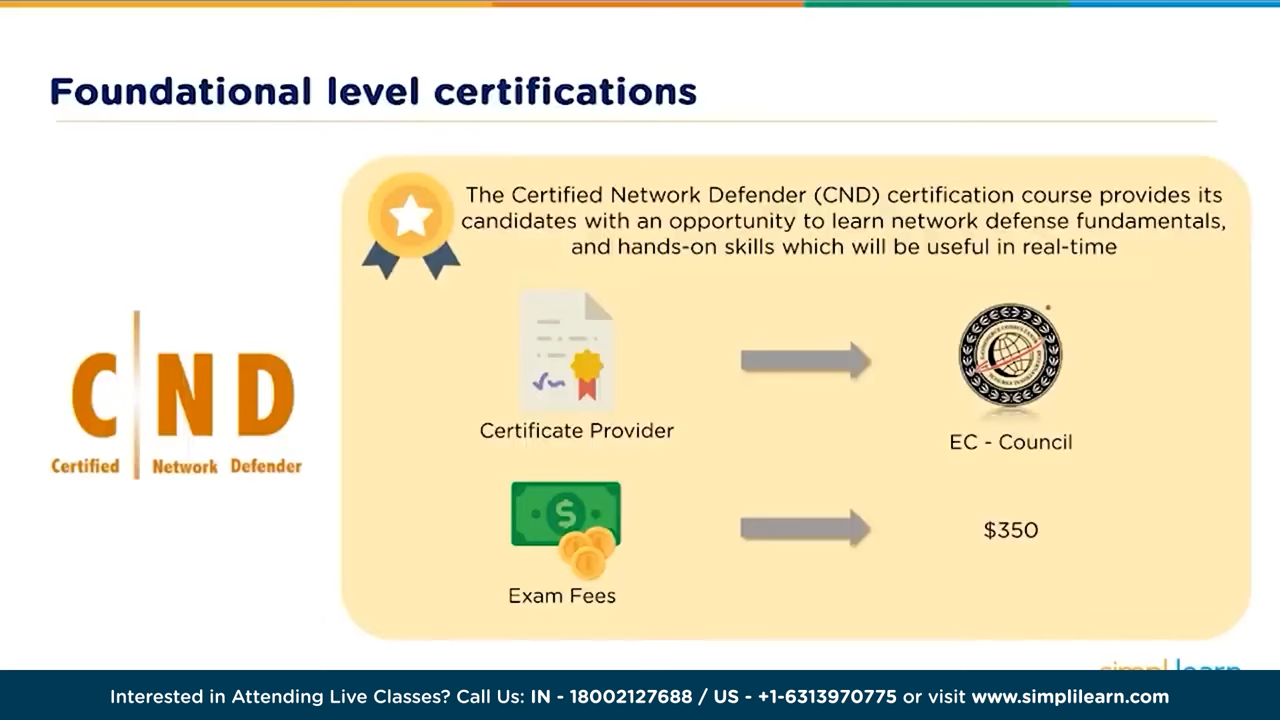 Foundational level certifications
The Certified Network Defender (CND) certification course provides its
candidates with an opportunity to learn network defense fundamentals,
and hands-on skills which will be useful in real-time
C ND
Certified Network Defender
Certificate Provider
EC - Council
Exam Fees
$350
simplilearn
Interested in Attending Live Classes? Call Us: IN - 18002127688 / US - +1-6313970775 or visit www.simplilearn.com